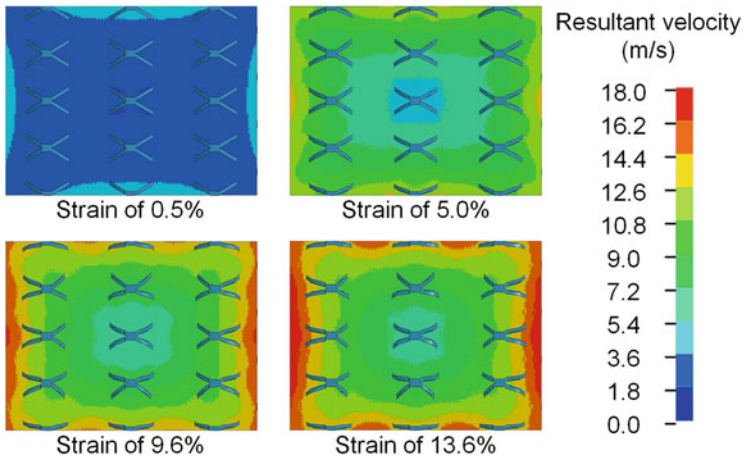 Resultant velocity
(m/s)
18.0
16.2
14.4
12.6
10.8
9.0
7.2
5.4
3.6
1.8
0.0
Strain of 0.5%
Strain of 5.0%
Strain of 9.6%
Strain of 13.6%